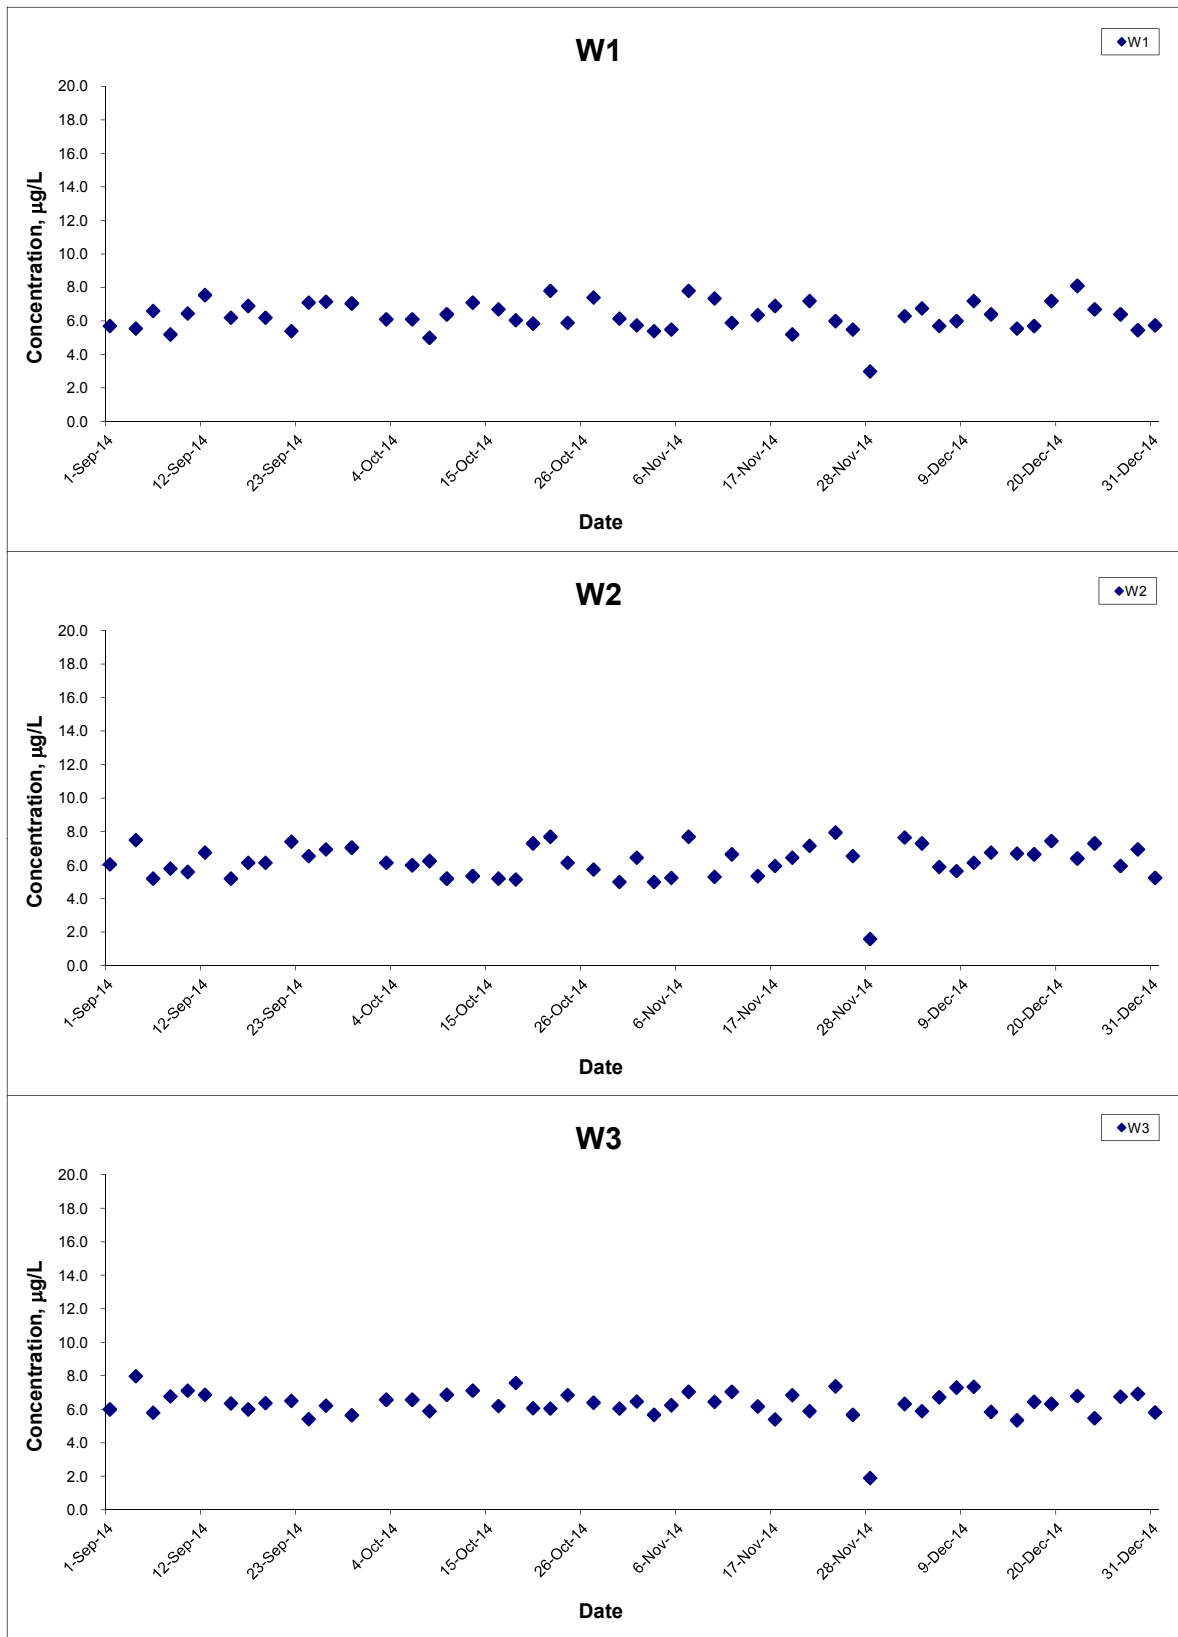 W1
W1
20.0
18.0
16.0
14.0
12.0
10.0
8.0
6.0
4.0
2.0
0.0
Concentration, µg/L
1-Sep-14
12-Sep-14
23-Sep-14
4-Oct-14
15-Oct-14
26-Oct-14
6-Nov-14
17-Nov-14
28-Nov-14
9-Dec-14
20-Dec-14
31-Dec-14
Date
W2
W2
20.0
18.0
16.0
14.0
12.0
10.0
8.0
6.0
4.0
2.0
0.0
Concentration, µg/L
1-Sep-14
12-Sep-14
23-Sep-14
4-Oct-14
15-Oct-14
26-Oct-14
6-Nov-14
17-Nov-14
28-Nov-14
9-Dec-14
20-Dec-14
31-Dec-14
Date
W3
W3
20.0
18.0
16.0
14.0
12.0
10.0
8.0
6.0
4.0
2.0
0.0
Concentration, µg/L
1-Sep-14
12-Sep-14
23-Sep-14
4-Oct-14
15-Oct-14
26-Oct-14
6-Nov-14
17-Nov-14
28-Nov-14
9-Dec-14
20-Dec-14
31-Dec-14
Date